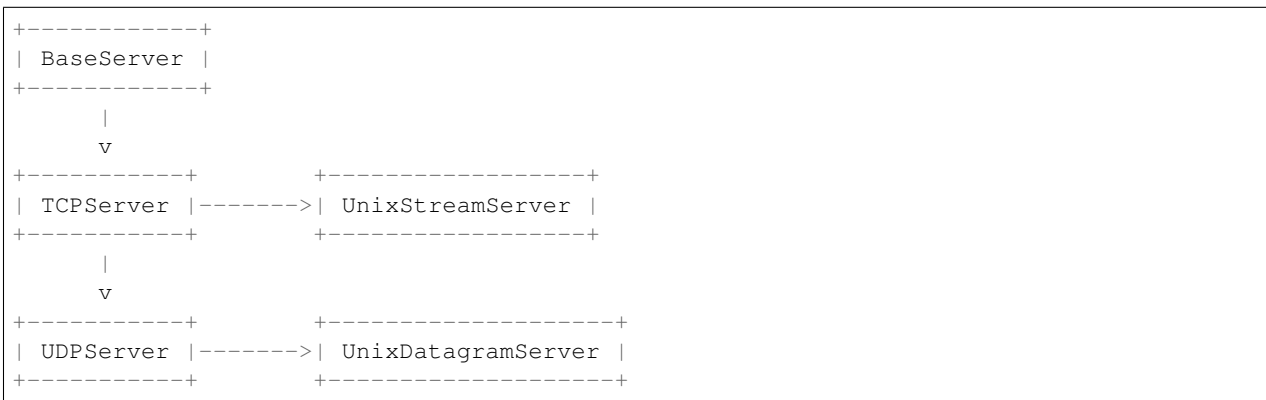 +------------+
| BaseServer |
+------------+
      |
      v
+-----------+        +------------------+
| TCPServer |------->| UnixStreamServer |
+-----------+        +------------------+
      |
      v
+-----------+        +--------------------+
| UDPServer |------->| UnixDatagramServer |
+-----------+        +--------------------+